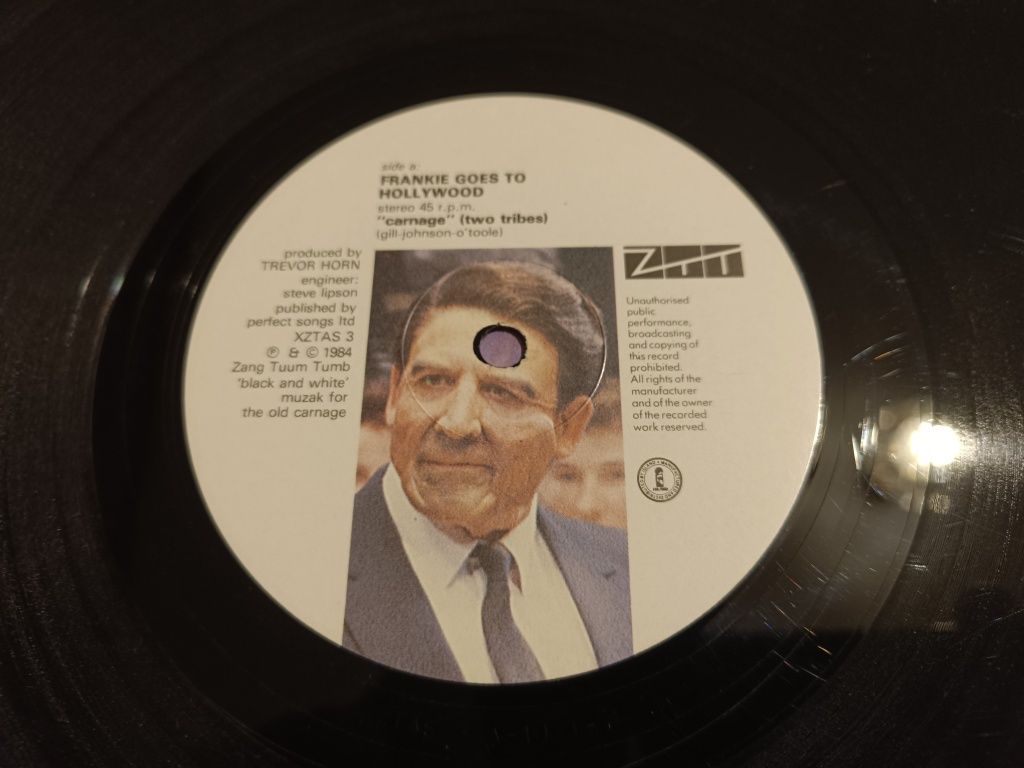 side a:
FRANKIE GOES TO
HOLLYWOOD
stereo 45 r.p.m.
"carnage" (two tribes)
(gill-johnson-o'toole)
produced by
TREVOR HORN
engineer:
steve lipson
published by
perfect songs ltd
XZTAS 3
℗ & © 1984
Zang Tuum Tumb
'black and white'
muzak for
the old carnage
ZTT
Unauthorised
public
performance,
broadcasting
and copying of
this record
prohibited.
All rights of the
manufacturer
and of the owner
of the recorded
work reserved.